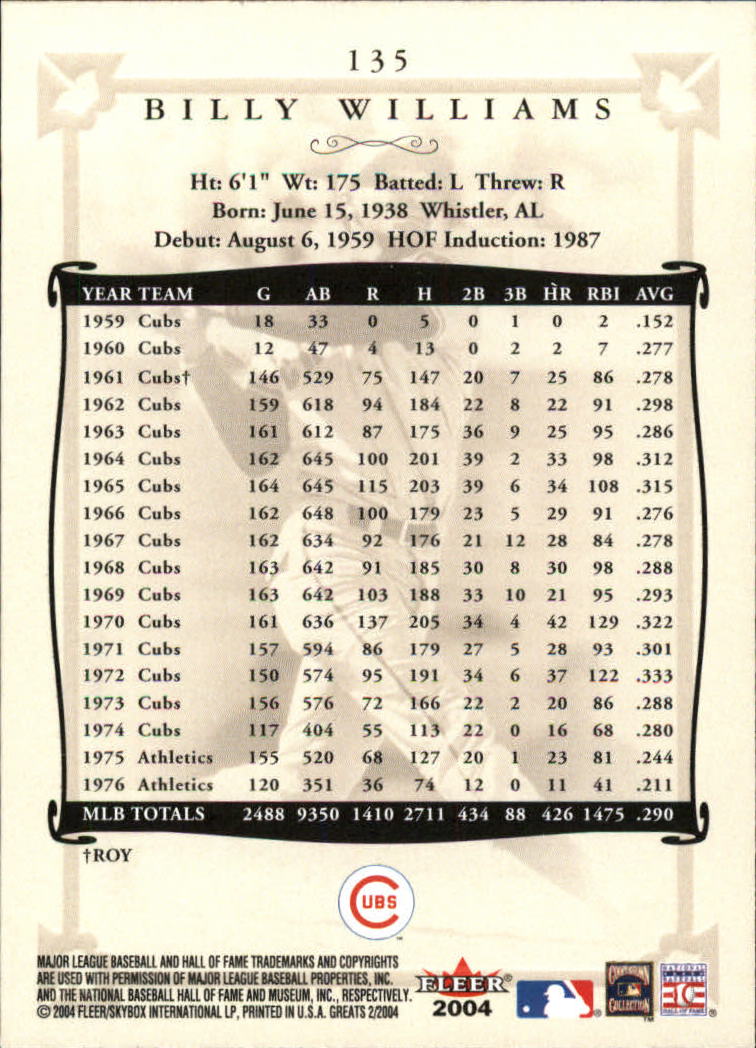 135
BILLY WILLIAMS
Ht: 6'1" Wt: 175 Batted: L Threw: R
Born: June 15, 1938 Whistler, AL
Debut: August 6, 1959 HOF Induction: 1987
YEAR TEAM G AB R H 2B 3B HR RBI AVG
1959 Cubs 18 33 0 5 0 1 0 2 .152
1960 Cubs 12 47 4 13 0 2 2 7 .277
1961 Cubs† 146 529 75 147 20 7 25 86 .278
1962 Cubs 159 618 94 184 22 8 22 91 .298
1963 Cubs 161 612 87 175 36 9 25 95 .286
1964 Cubs 162 645 100 201 39 2 33 98 .312
1965 Cubs 164 645 115 203 39 6 34 108 .315
1966 Cubs 162 648 100 179 23 5 29 91 .276
1967 Cubs 162 634 92 176 21 12 28 84 .278
1968 Cubs 163 642 91 185 30 8 30 98 .288
1969 Cubs 163 642 103 188 33 10 21 95 .293
1970 Cubs 161 636 137 205 34 4 42 129 .322
1971 Cubs 157 594 86 179 27 5 28 93 .301
1972 Cubs 150 574 95 191 34 6 37 122 .333
1973 Cubs 156 576 72 166 22 2 20 86 .288
1974 Cubs 117 404 55 113 22 0 16 68 .280
1975 Athletics 155 520 68 127 20 1 23 81 .244
1976 Athletics 120 351 36 74 12 0 11 41 .211
MLB TOTALS 2488 9350 1410 2711 434 88 426 1475 .290
†ROY
CUBS
™
MAJOR LEAGUE BASEBALL AND HALL OF FAME TRADEMARKS AND COPYRIGHTS
ARE USED WITH PERMISSION OF MAJOR LEAGUE BASEBALL PROPERTIES, INC.
AND THE NATIONAL BASEBALL HALL OF FAME AND MUSEUM, INC., RESPECTIVELY.
© 2004 FLEER/SKYBOX INTERNATIONAL LP, PRINTED IN U.S.A. GREATS 2/2004
FLEER®
2004
®
COOPERSTOWN
COLLECTION
™
NATIONAL
BASEBALL
HALL OF FAME
®